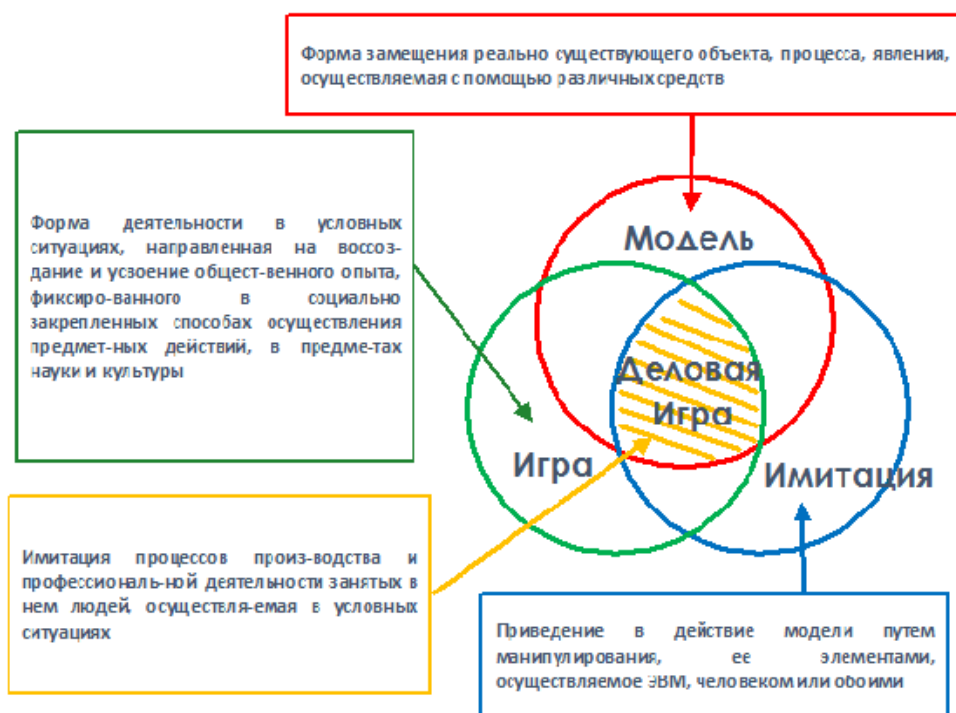 Форма замещения реально существующего объекта, процесса, явления,
осуществляемая с помощью различных средств
Форма деятельности в условных
ситуациях, направленная на воссоз-
дание и усвоение общест-венного опыта,
фиксиро-ванного в социально
закрепленных способах осуществления
предмет-ных действий, в предме-тах
науки и культуры
Модель
Деловая
Игра
Игра
Имитация
Имитация процессов произ-водства и
профессиональ-ной деятельности занятых в
нем людей, осуществля-емая в условных
ситуациях
Приведение в действие модели путем
манипулирования, ее элементами,
осуществляемое ЭВМ, человеком или обоими